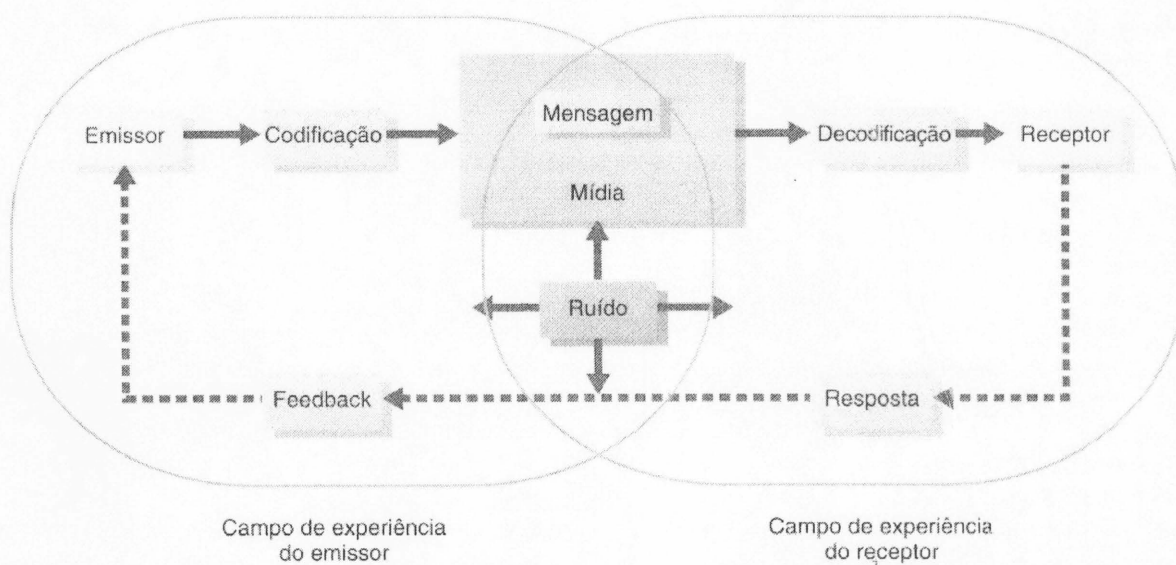 Emissor
Codificação
Mensagem
Decodificação
Receptor
Mídia
Ruído
Feedback
Resposta
Campo de experiência
do emissor
Campo de experiência
do receptor